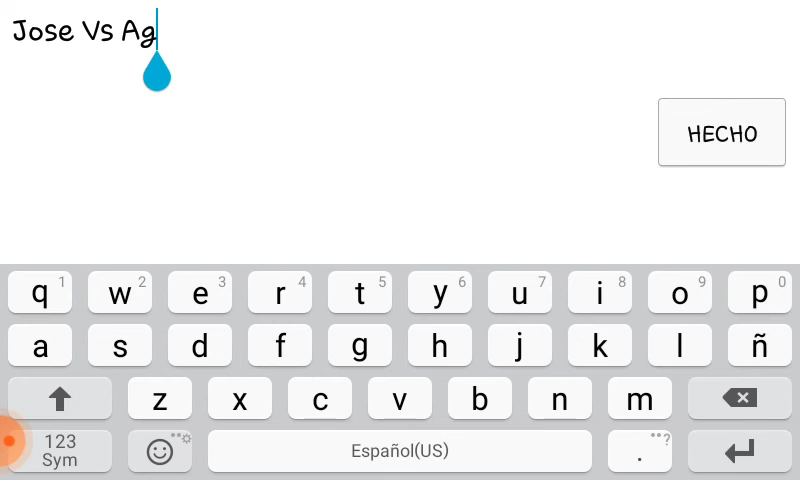 Jose Vs Ag
HECHO
q 1 w 2 e 3 r 4 t 5 y 6 u 7 i 8 o 9 p 0
a s d f g h j k l ñ
z x c v b n m
123 Sym Español(US) . ?